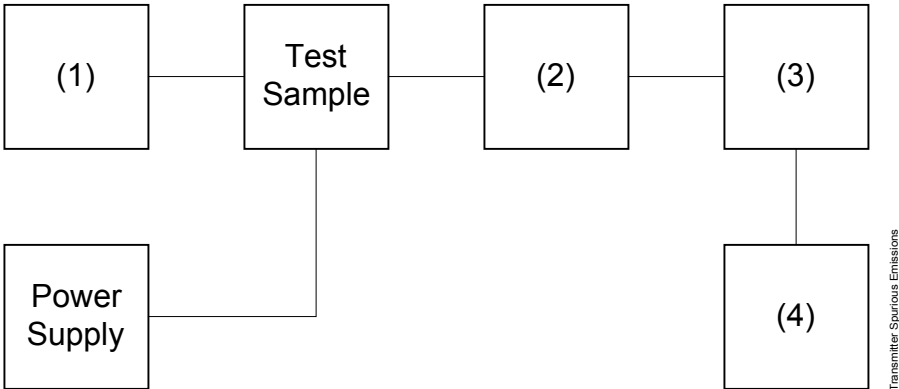 (1)
Test
Sample
(2)
(3)
Power
Supply
(4)
Transmitter Spurious Emissions